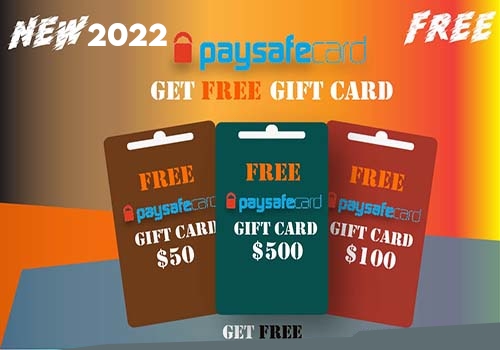 NEW 2022
FREE
paysafecard
GET FREE GIFT CARD
FREE
paysafecard
GIFT CARD
$50
FREE
paysafecard
GIFT CARD
$500
FREE
paysafecard
GIFT CARD
$100
GET FREE